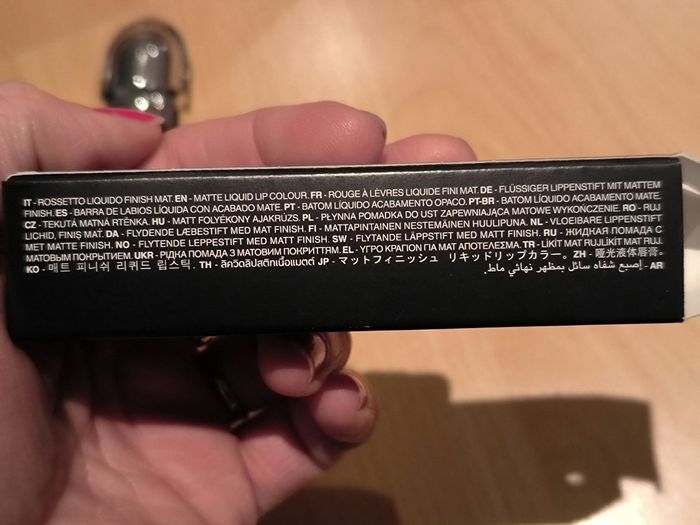 IT - ROSSETTO LIQUIDO FINISH MAT. EN - MATTE LIQUID LIP COLOUR. FR - ROUGE À LÈVRES LIQUIDE FINI MAT. DE - FLÜSSIGER LIPPENSTIFT MIT MATTEM
FINISH. ES - BARRA DE LABIOS LÍQUIDA CON ACABADO MATE. PT - BATOM LÍQUIDO ACABAMENTO OPACO. PT-BR - BATOM LÍQUIDO ACABAMENTO MATE. RO - RUJ
LICHID, FINIȘ MAT. CZ - TEKUTÁ MATNÁ RTĚNKA. HU - MATT FOLYÉKONY AJAKRÚZS. PL - PŁYNNA POMADKA DO UST ZAPEWNIAJĄCA MATOWE WYKOŃCZENIE. NL - VLOEIBARE LIPPENSTIFT
MET MATTE FINISH. DA - FLYDENDE LÆBESTIFT MED MAT FINISH. FI - MATTAPINTAINEN NESTEMÄINEN HUULIPUNA. RU - ЖИДКАЯ ПОМАДА С
МАТОВЫМ ПОКРЫТИЕМ. NO - FLYTENDE LEPPESTIFT MED MATT FINISH. SW - FLYTANDE LÄPPSTIFT MED MATT FINISH. TR - LİKİT MAT RUJ.
UKR - РІДКА ПОМАДА З МАТОВИМ ПОКРИТТЯМ. EL - ΥΓΡΟ ΚΡΑΓΙΟΝ ΓΙΑ ΜΑΤ ΑΠΟΤΕΛΕΣΜΑ. ZH - 哑光液体唇膏。
KO - 매트 피니쉬 리퀴드 립스틱. TH - ลิควิดลิปสติกเนื้อแมตต์ JP - マットフィニッシュ リキッドリップカラー。
AR - إصبع شفاه سائل بمظهر نهائي ماط.